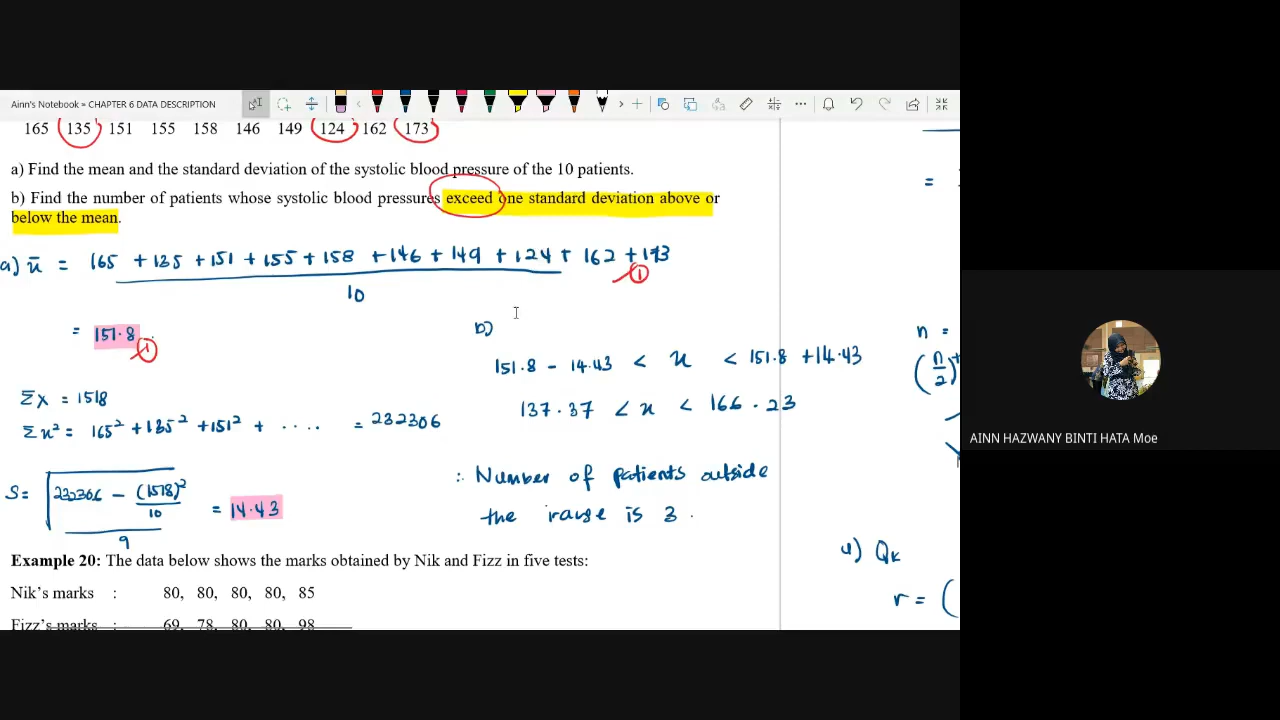 Ainn's Notebook » CHAPTER 6 DATA DESCRIPTION
165 135 151 155 158 146 149 124 162 173
a) Find the mean and the standard deviation of the systolic blood pressure of the 10 patients.
b) Find the number of patients whose systolic blood pressures exceed one standard deviation above or
below the mean.
a) x̄ = 165 + 135 + 151 + 155 + 158 + 146 + 149 + 124 + 162 + 173
10
①
= 151.8
①
Σx = 1518
Σx² = 165² + 135² + 151² + .... = 232306
S = √ 232306 - (1518)²
10
9
= 14.43
b)
151.8 - 14.43 < x < 151.8 + 14.43
137.37 < x < 166.23
∴ Number of patients outside
the range is 3.
Example 20: The data below shows the marks obtained by Nik and Fizz in five tests:
Nik's marks : 80, 80, 80, 80, 85
Fizz's marks : 69, 78, 80, 80, 98
=
n =
(n/2)
Qk
r = (
AINN HAZWANY BINTI HATA Moe